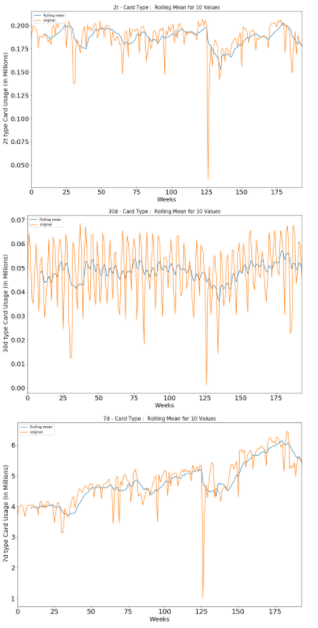 2t - Card Type : Rolling Mean for 10 Values
Rolling mean
original
0.200
0.175
0.150
0.125
0.100
0.075
0.050
2t type Card Usage (In Millions)
0 25 50 75 100 125 150 175
Weeks
30d - Card Type : Rolling Mean for 10 Values
Rolling mean
original
0.07
0.06
0.05
0.04
0.03
0.02
0.01
0.00
30d type Card Usage (In Millions)
0 25 50 75 100 125 150 175
Weeks
7d - Card Type : Rolling Mean for 10 Values
Rolling mean
original
6
5
4
3
2
1
7d type Card Usage (In Millions)
0 25 50 75 100 125 150 175
Weeks